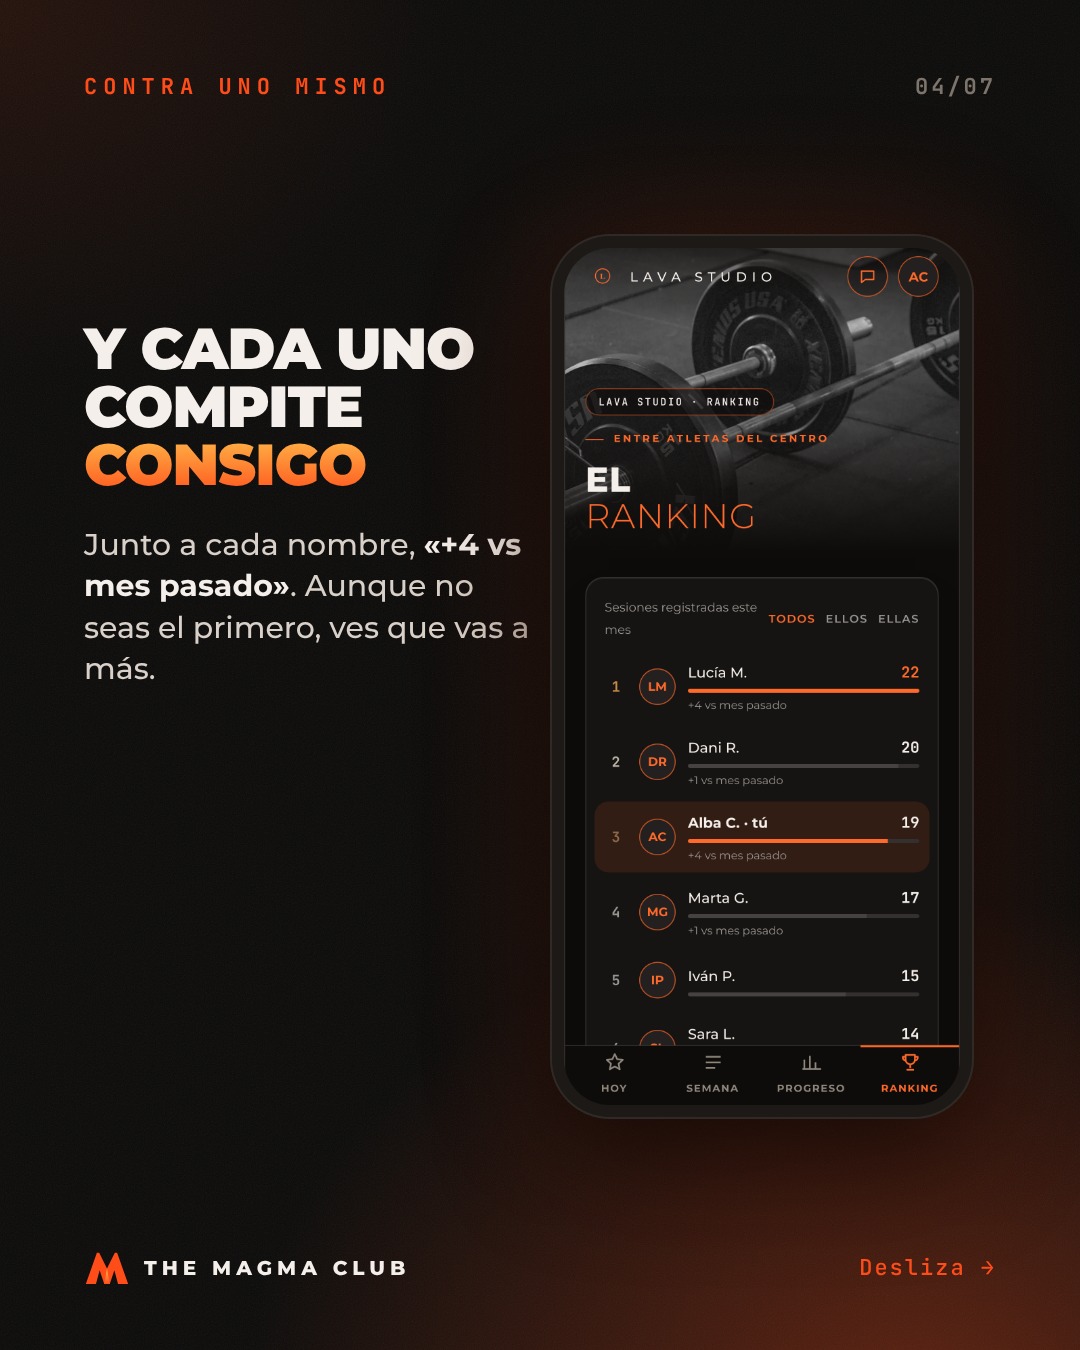 CONTRA UNO MISMO
04/07
Y CADA UNO
COMPITE
CONSIGO
Junto a cada nombre, «+4 vs
mes pasado». Aunque no
seas el primero, ves que vas a
más.
L
LAVA STUDIO
AC
LAVA STUDIO · RANKING
ENTRE ATLETAS DEL CENTRO
EL
RANKING
Sesiones registradas este
mes
TODOS ELLOS ELLAS
1 LM Lucía M. 22
+4 vs mes pasado
2 DR Dani R. 20
+1 vs mes pasado
3 AC Alba C. · tú 19
+4 vs mes pasado
4 MG Marta G. 17
+1 vs mes pasado
5 IP Iván P. 15
Sara L. 14
HOY SEMANA PROGRESO RANKING
THE MAGMA CLUB
Desliza →